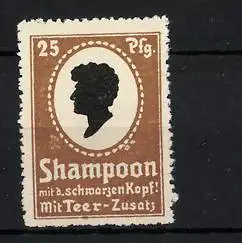 25 Pfg.
Shampoon
mit d. schwarzen Kopf!
Mit Teer-Zusatz